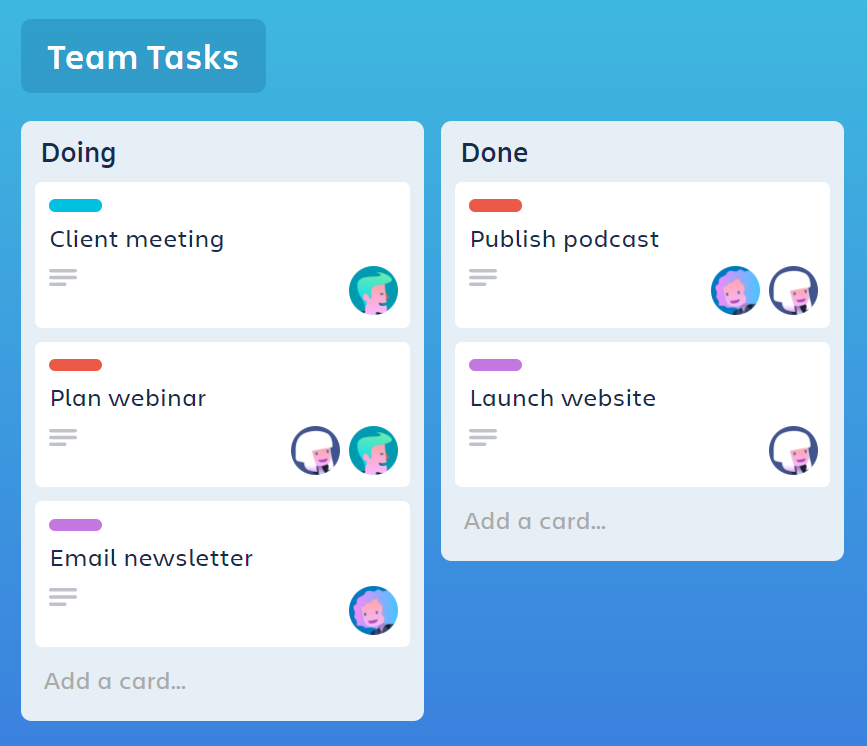 Team Tasks
Doing
Client meeting
Plan webinar
Email newsletter
Add a card...
Done
Publish podcast
Launch website
Add a card...